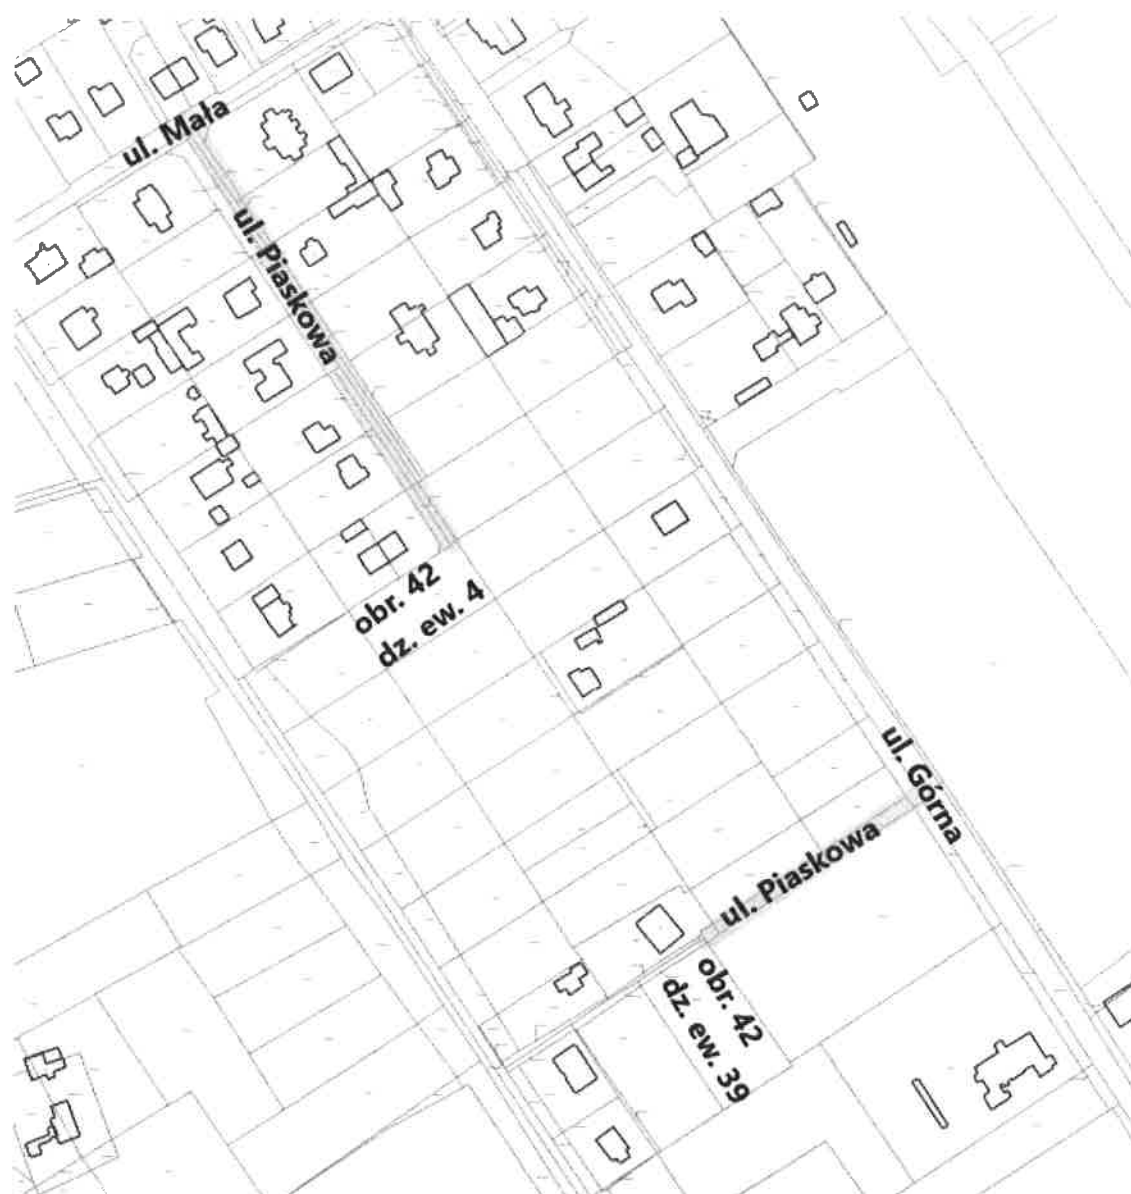 ul. Mała
ul. Piaskowa
obr. 42
dz. ew. 4
ul. Górna
ul. Piaskowa
obr. 42
dz. ew. 39